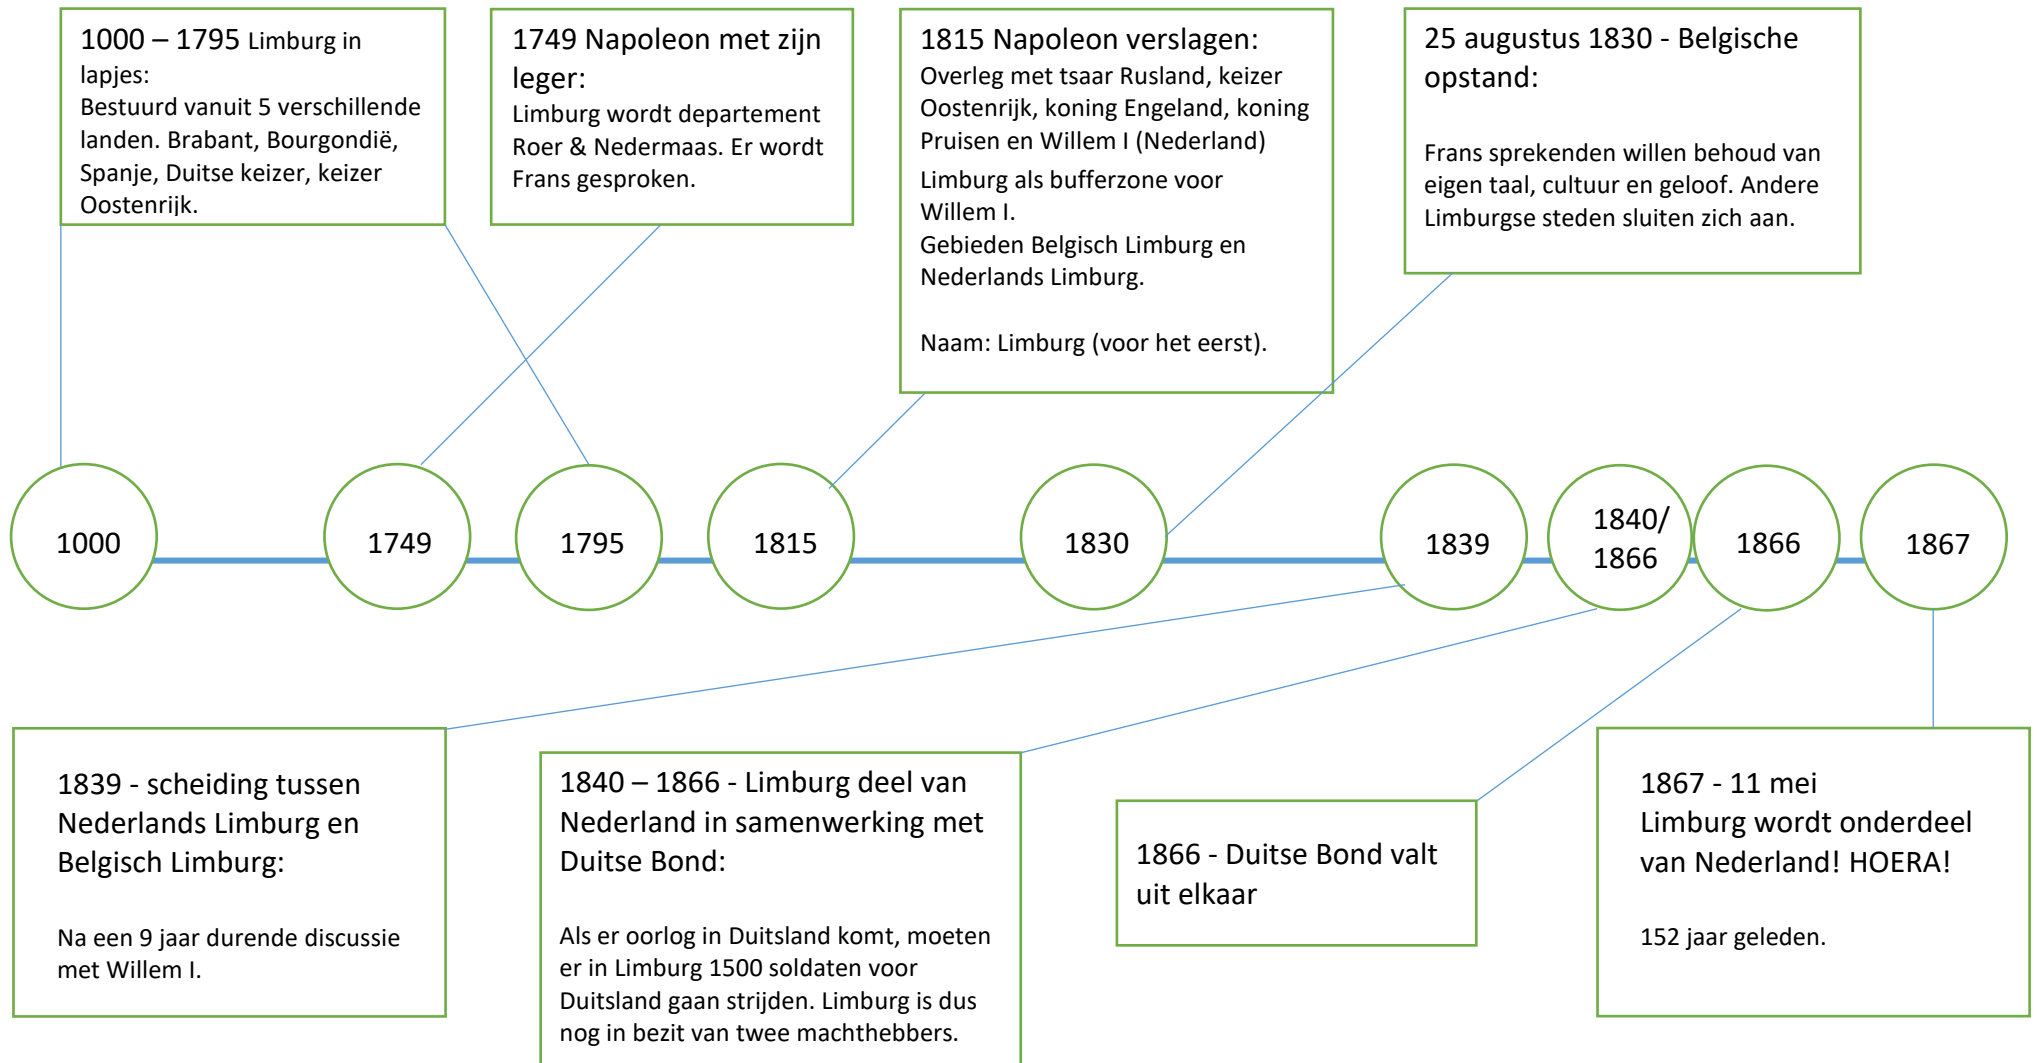 1000 – 1795 Limburg in
lapjes:
Bestuurd vanuit 5 verschillende
landen. Brabant, Bourgondië,
Spanje, Duitse keizer, keizer
Oostenrijk.
1749 Napoleon met zijn
leger:
Limburg wordt departement
Roer & Nedermaas. Er wordt
Frans gesproken.
1815 Napoleon verslagen:
Overleg met tsaar Rusland, keizer
Oostenrijk, koning Engeland, koning
Pruisen en Willem I (Nederland)
Limburg als bufferzone voor
Willem I.
Gebieden Belgisch Limburg en
Nederlands Limburg.
Naam: Limburg (voor het eerst).
25 augustus 1830 - Belgische
opstand:
Frans sprekenden willen behoud van
eigen taal, cultuur en geloof. Andere
Limburgse steden sluiten zich aan.
1000
1749
1795
1815
1830
1839
1840/
1866
1866
1867
1839 - scheiding tussen
Nederlands Limburg en
Belgisch Limburg:
Na een 9 jaar durende discussie
met Willem I.
1840 – 1866 - Limburg deel van
Nederland in samenwerking met
Duitse Bond:
Als er oorlog in Duitsland komt, moeten
er in Limburg 1500 soldaten voor
Duitsland gaan strijden. Limburg is dus
nog in bezit van twee machthebbers.
1866 - Duitse Bond valt
uit elkaar
1867 - 11 mei
Limburg wordt onderdeel
van Nederland! HOERA!
152 jaar geleden.